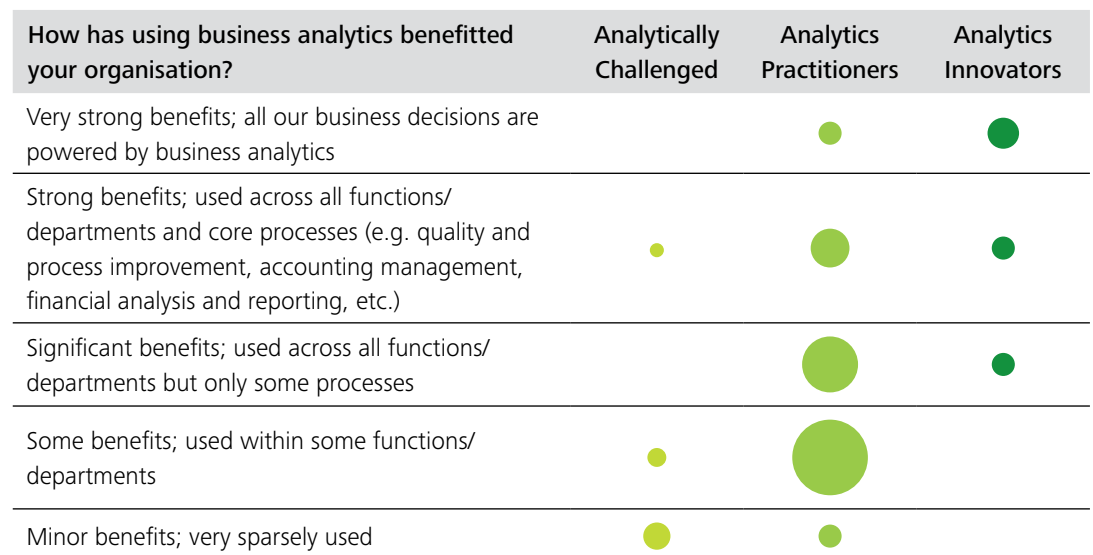 How has using business analytics benefitted
your organisation?
Analytically
Challenged
Analytics
Practitioners
Analytics
Innovators
Very strong benefits; all our business decisions are
powered by business analytics
Strong benefits; used across all functions/
departments and core processes (e.g. quality and
process improvement, accounting management,
financial analysis and reporting, etc.)
Significant benefits; used across all functions/
departments but only some processes
Some benefits; used within some functions/
departments
Minor benefits; very sparsely used